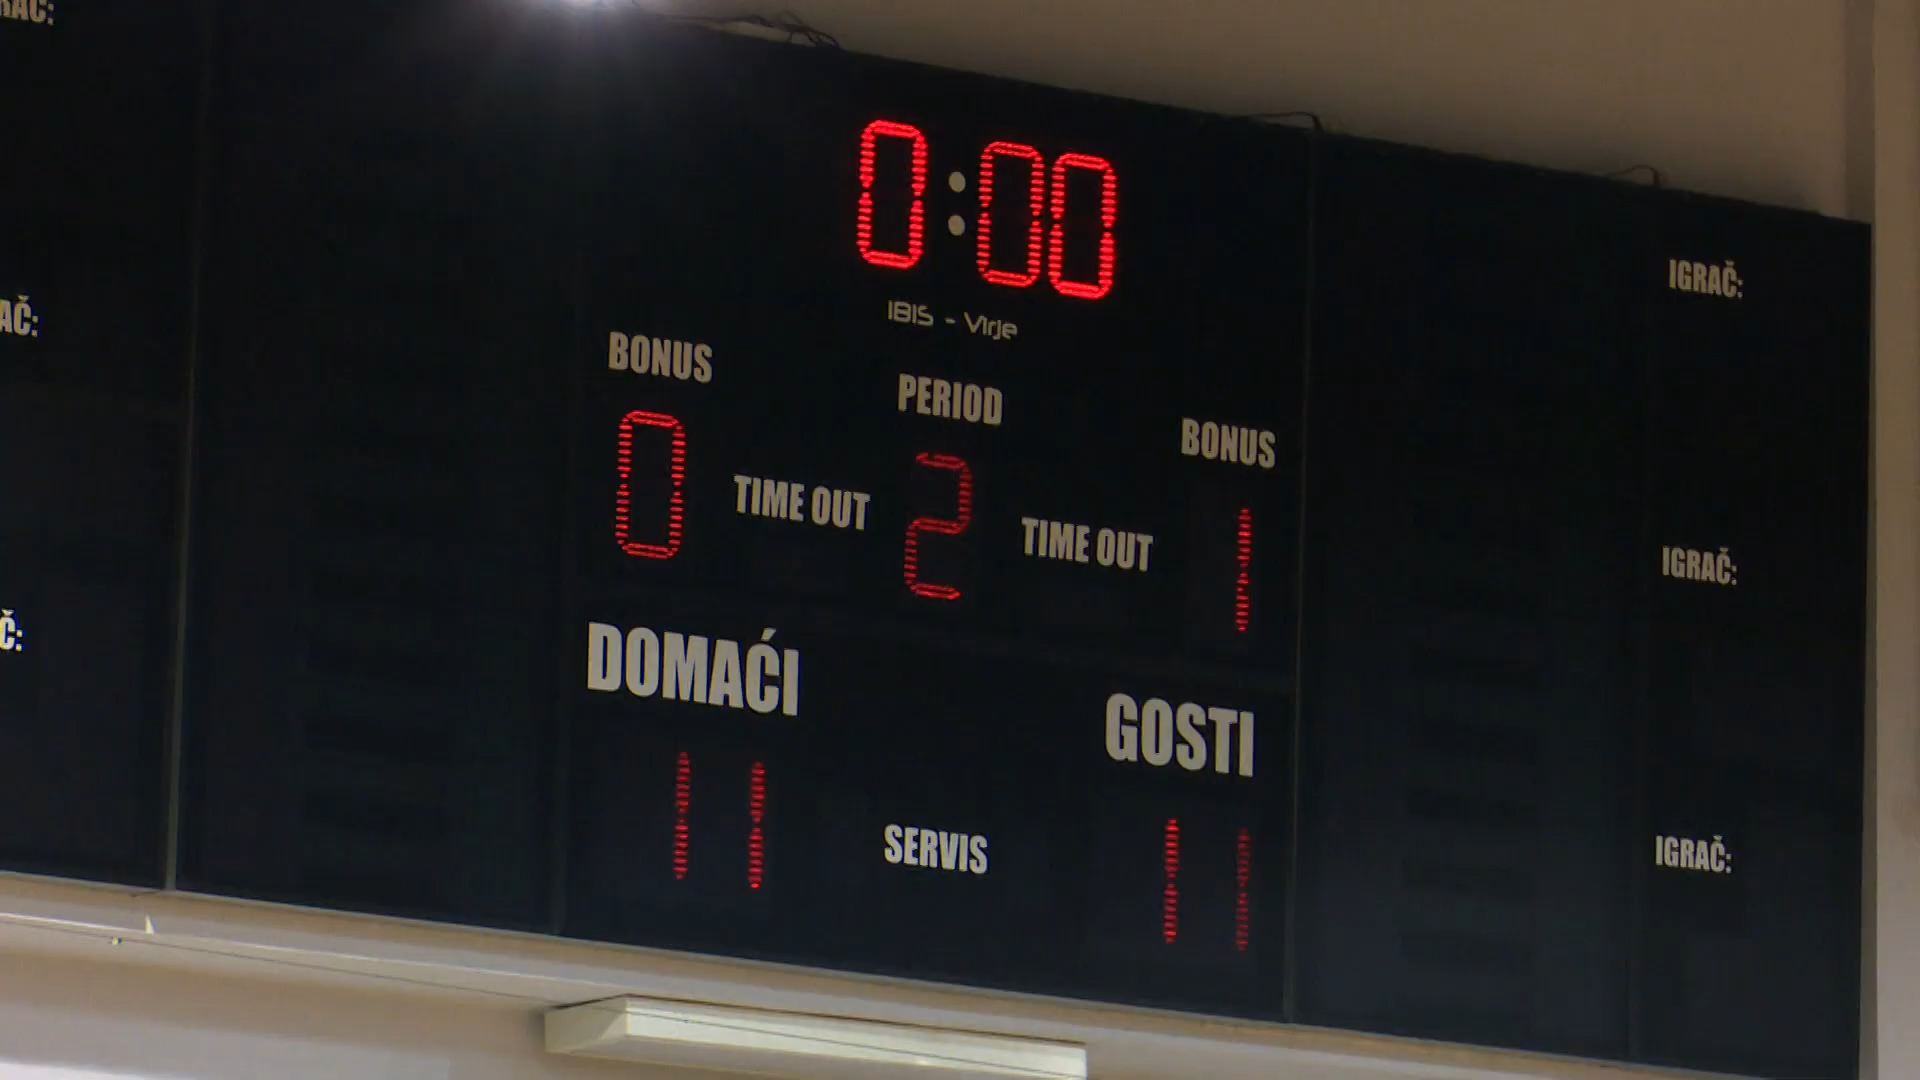 0:00
IBIS - Virje
BONUS PERIOD BONUS
0 TIME OUT 2 TIME OUT 1
DOMAĆI GOSTI
11 SERVIS 11
IGRAČ:
IGRAČ:
IGRAČ: